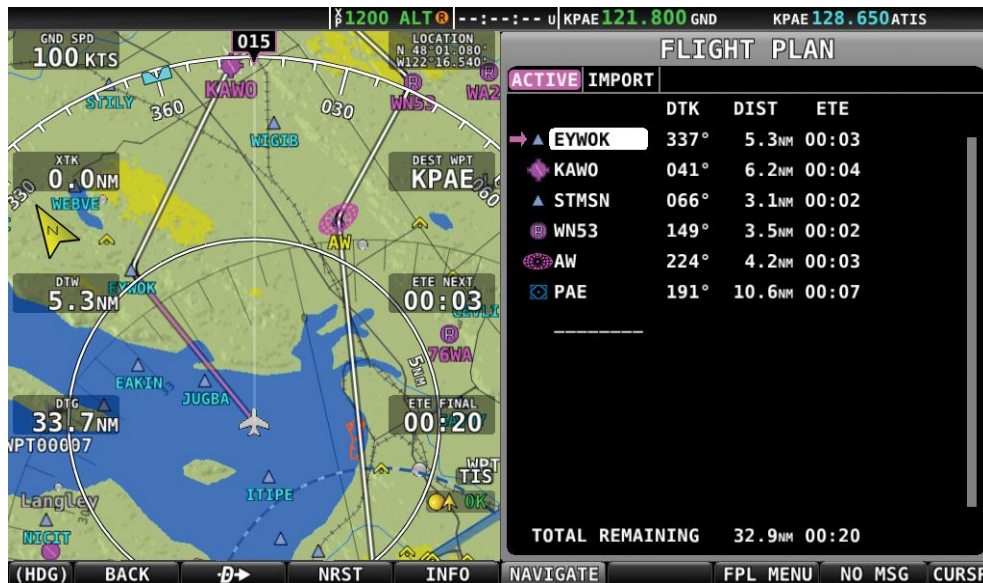 1200 ALT R --:--:-- U KPAE 121.800 GND KPAE 128.650 ATIS
GND SPD
100 KTS
015
LOCATION
N 48°01.080'
W122°16.540'
KAWO
STILY
WN53
WA2
360
030
WIGIB
330
060
XTK
0.0NM
DEST WPT
KPAE
WEBVE
N
AW
DTW
5.3NM
EYWOK
ETE NEXT
00:03
R
76WA
5NM
EAKIN
JUGBA
DTG
33.7NM
ETE FINAL
00:20
WPT00007
WPT
TIS
ITIPE
OK
Langley
NICIT
FLIGHT PLAN
ACTIVE IMPORT
DTK DIST ETE
EYWOK 337° 5.3NM 00:03
KAWO 041° 6.2NM 00:04
STMSN 066° 3.1NM 00:02
R WN53 149° 3.5NM 00:02
AW 224° 4.2NM 00:03
PAE 191° 10.6NM 00:07
________
TOTAL REMAINING 32.9NM 00:20
(HDG) BACK D NRST INFO NAVIGATE FPL MENU NO MSG CURSR